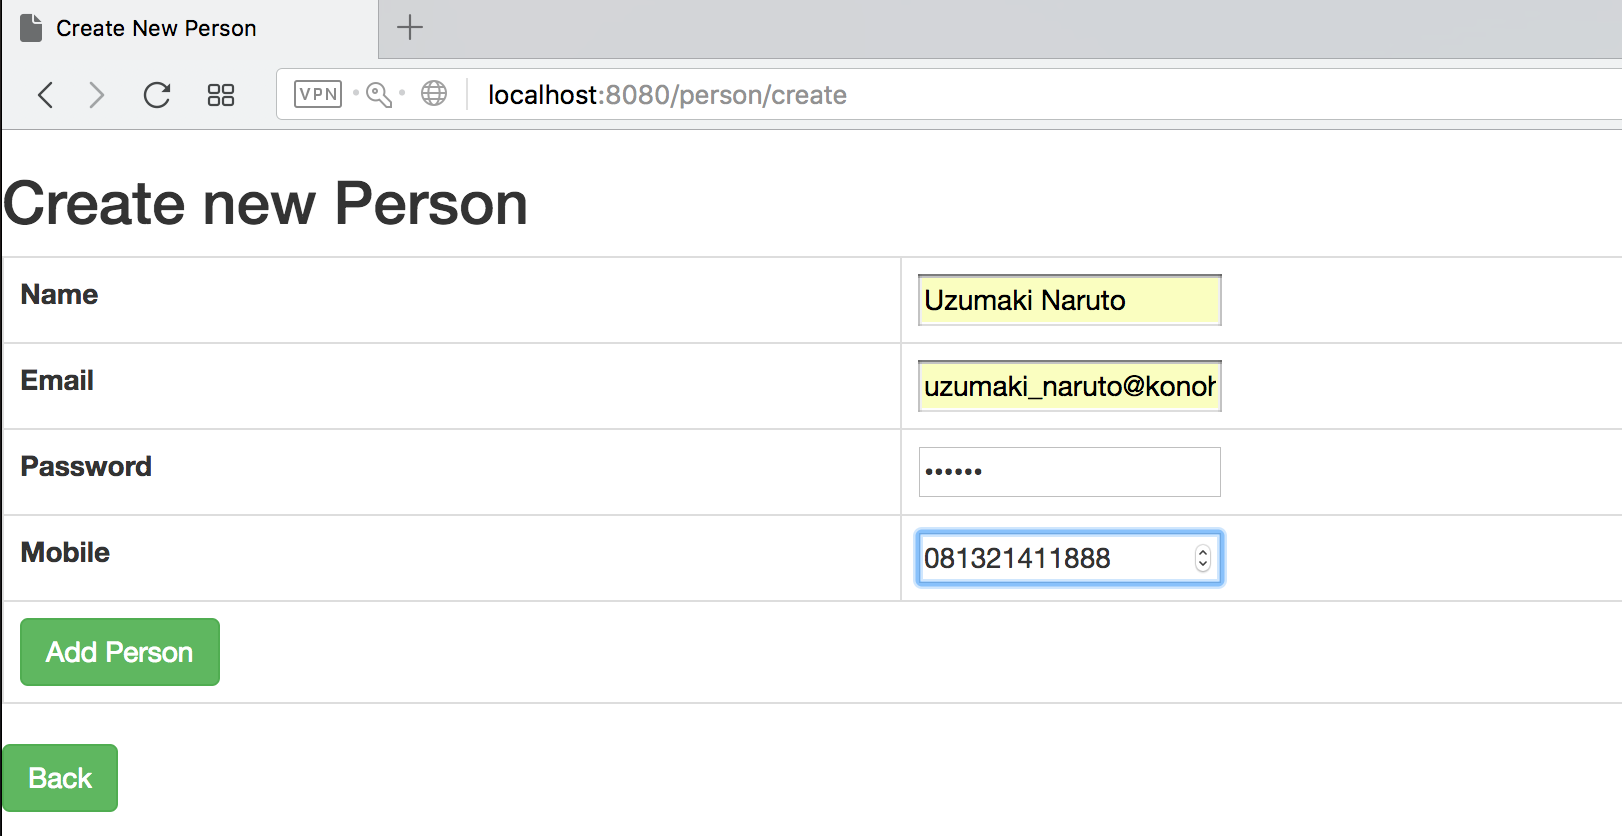 Create New Person
VPN localhost:8080/person/create
Create new Person
Name Uzumaki Naruto
Email uzumaki_naruto@konoh
Password ••••••
Mobile 081321411888
Add Person
Back